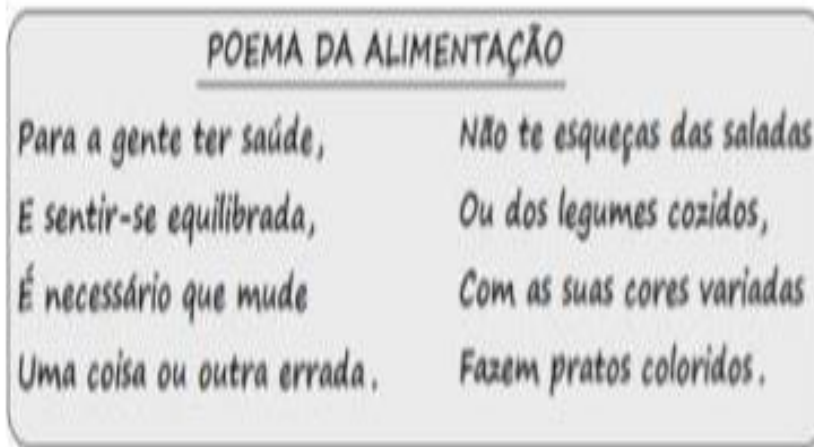 POEMA DA ALIMENTAÇÃO
Para a gente ter saúde,
E sentir-se equilibrada,
É necessário que mude
Uma coisa ou outra errada.
Não te esqueças das saladas
Ou dos legumes cozidos,
Com as suas cores variadas
Fazem pratos coloridos.